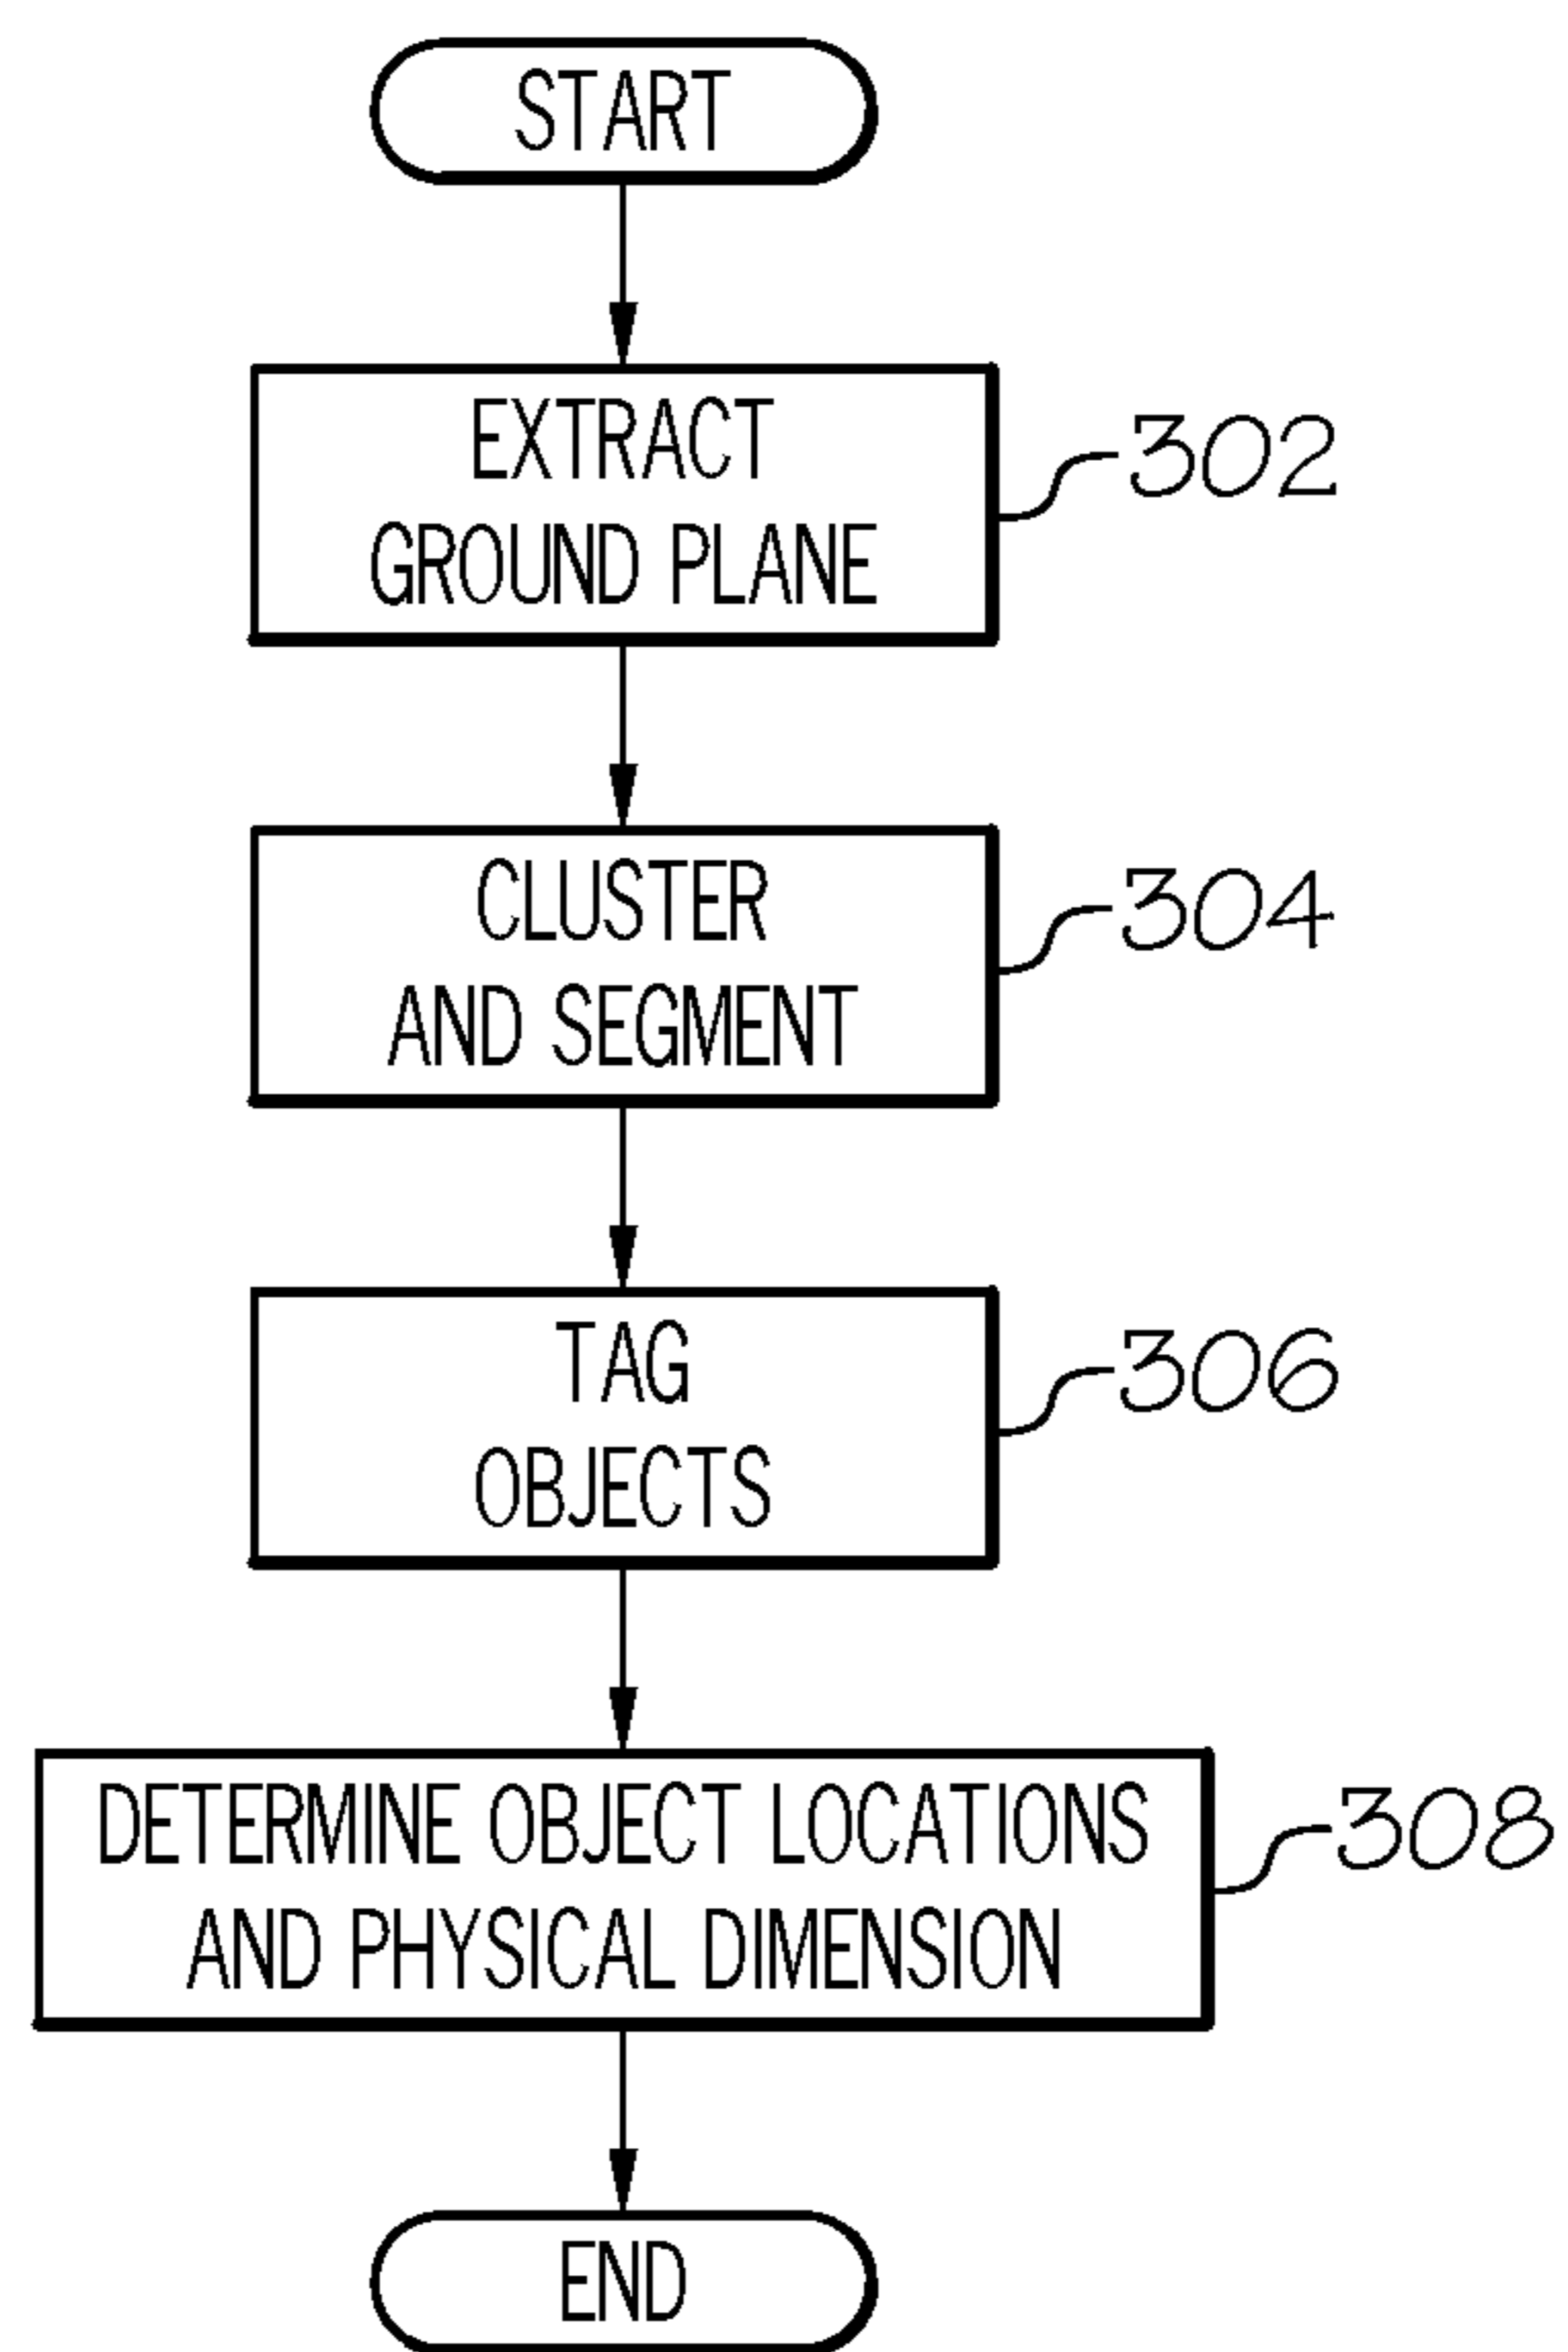 START
EXTRACT
GROUND PLANE
302
CLUSTER
AND SEGMENT
304
TAG
OBJECTS
306
DETERMINE OBJECT LOCATIONS
AND PHYSICAL DIMENSION
308
END